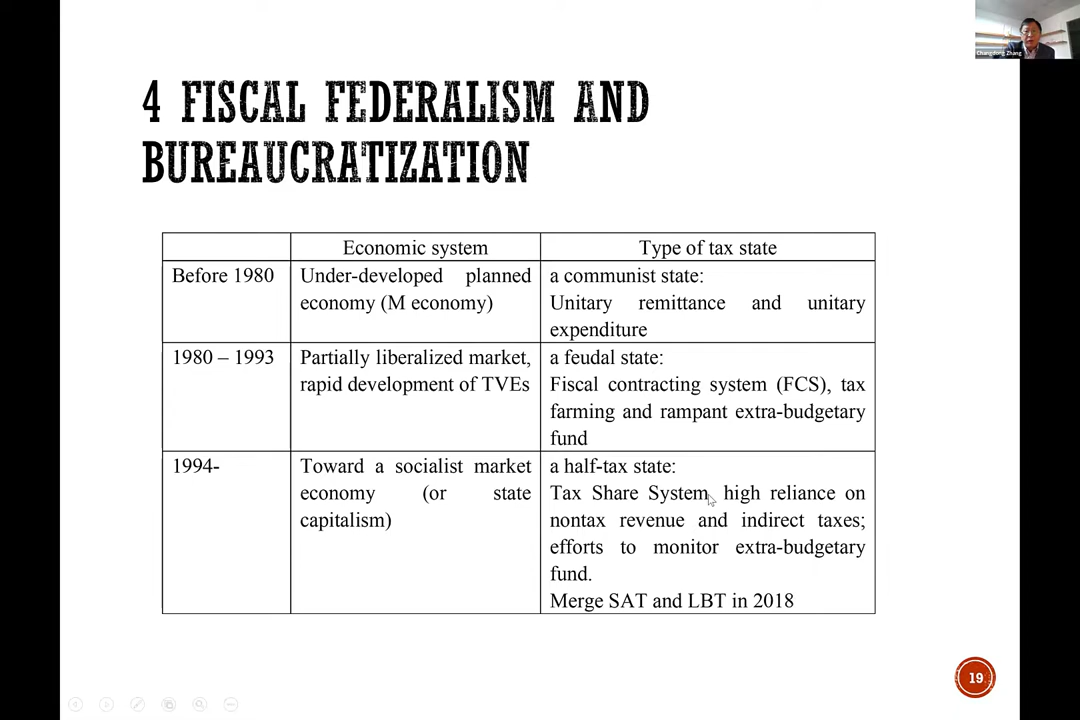 Changdong Zhang
4 FISCAL FEDERALISM AND
BUREAUCRATIZATION
Economic system
Type of tax state
Before 1980
Under-developed planned
economy (M economy)
a communist state:
Unitary remittance and unitary
expenditure
1980 – 1993
Partially liberalized market,
rapid development of TVEs
a feudal state:
Fiscal contracting system (FCS), tax
farming and rampant extra-budgetary
fund
1994-
Toward a socialist market
economy (or state
capitalism)
a half-tax state:
Tax Share System, high reliance on
nontax revenue and indirect taxes;
efforts to monitor extra-budgetary
fund.
Merge SAT and LBT in 2018
19